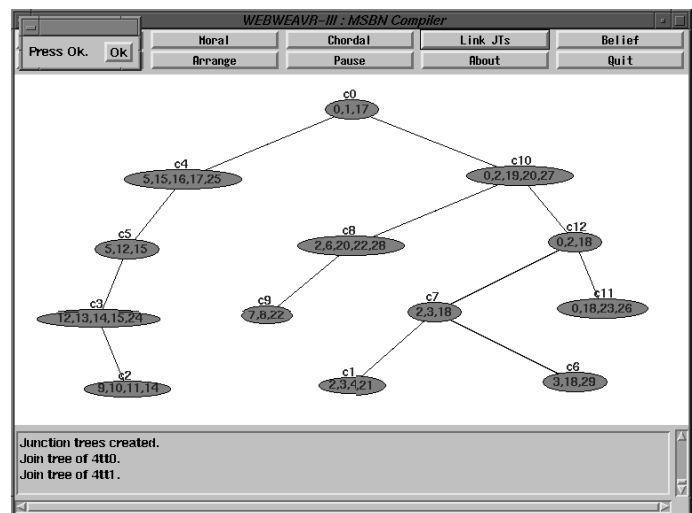 WEBWEAVR-III : MSBN Compiler
Press Ok. Ok
Moral Chordal Link JTs Belief
Arrange Pause About Quit
c0
0,1,17
c4
5,15,16,17,25
c10
0,2,19,20,27
c5
5,12,15
c8
2,6,20,22,28
c12
0,2,18
c3
12,13,14,15,24
c9
7,8,22
c7
2,3,18
c11
0,18,23,26
c2
9,10,11,14
c1
2,3,4,21
c6
3,18,29
Junction trees created.
Join tree of 4tt0.
Join tree of 4tt1.